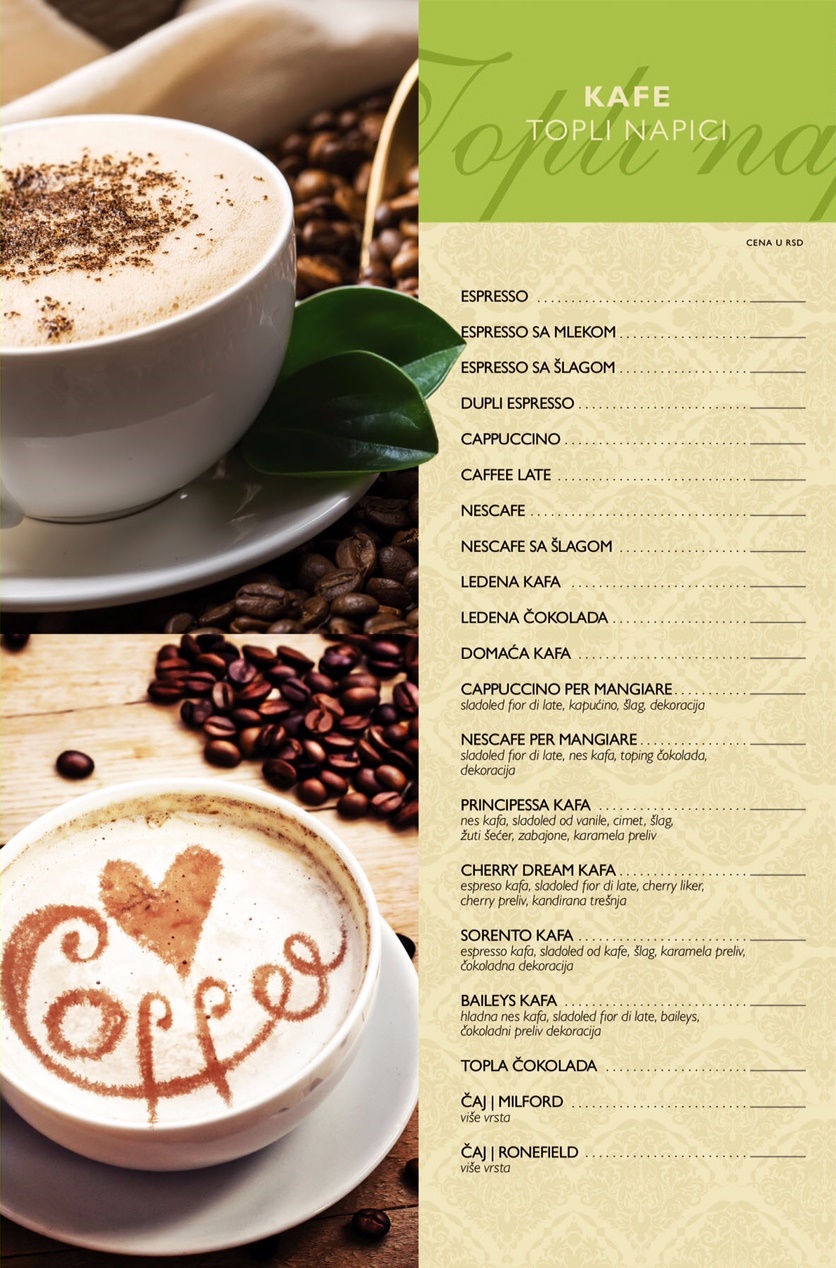 KAFE
TOPLI NAPICI
Topli na
CENA U RSD
ESPRESSO
ESPRESSO SA MLEKOM
ESPRESSO SA ŠLAGOM
DUPLI ESPRESSO
CAPPUCCINO
CAFFEE LATE
NESCAFE
NESCAFE SA ŠLAGOM
LEDENA KAFA
LEDENA ČOKOLADA
DOMAĆA KAFA
CAPPUCCINO PER MANGIARE
sladoled fior di late, kapućino, šlag, dekoracija
NESCAFE PER MANGIARE
sladoled fior di late, nes kafa, toping čokolada,
dekoracija
PRINCIPESSA KAFA
nes kafa, sladoled od vanile, cimet, šlag,
žuti šećer, zabajone, karamela preliv
CHERRY DREAM KAFA
espreso kafa, sladoled fior di late, cherry liker,
cherry preliv, kandirana trešnja
SORENTO KAFA
espresso kafa, sladoled od kafe, šlag, karamela preliv,
čokoladna dekoracija
BAILEYS KAFA
hladna nes kafa, sladoled fior di late, baileys,
čokoladni preliv dekoracija
TOPLA ČOKOLADA
ČAJ | MILFORD
više vrsta
ČAJ | RONEFIELD
više vrsta
Coffee